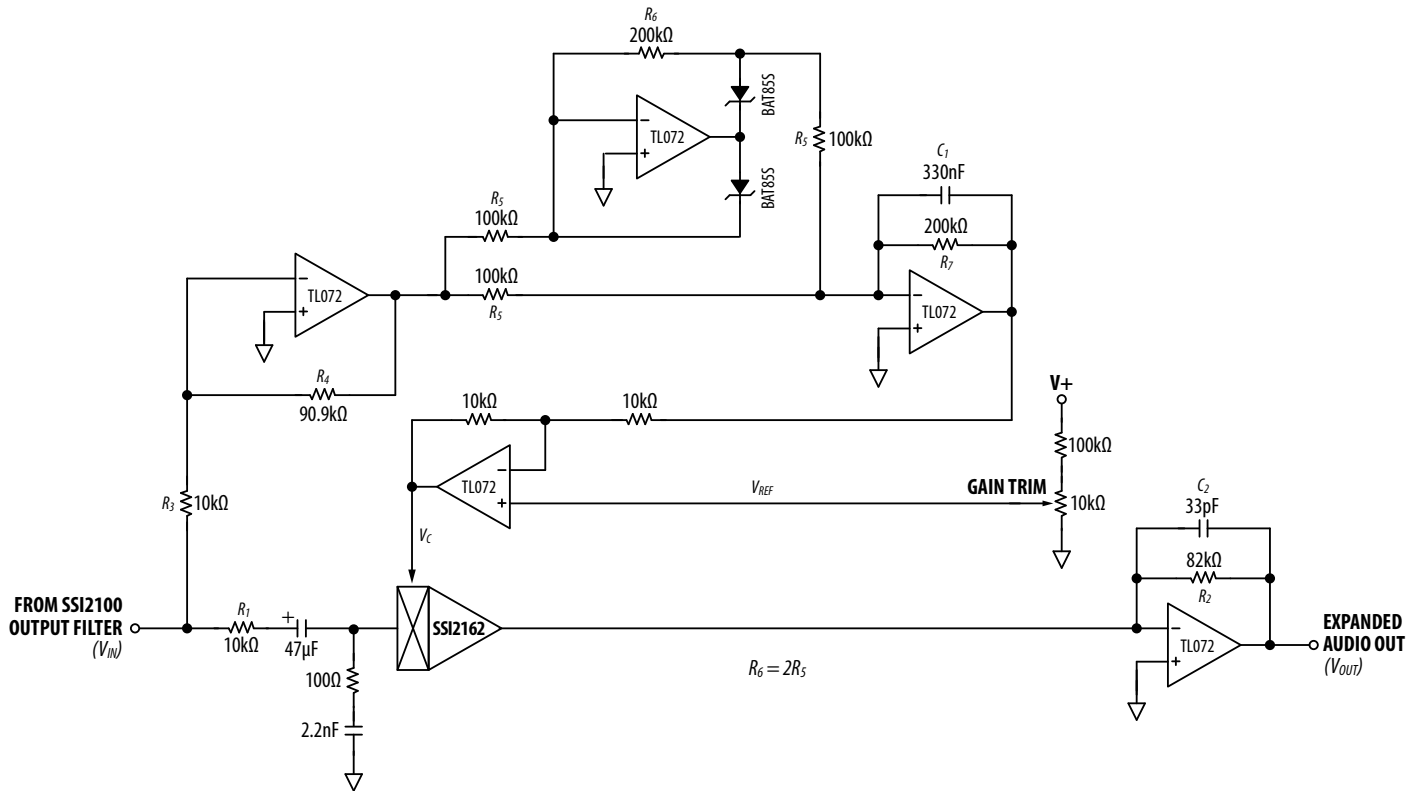 R6
200kΩ
BAT85S
TL072
R5 100kΩ
BAT85S
C1
330nF
R5
100kΩ
200kΩ
R7
TL072
100kΩ
R5
TL072
R4
90.9kΩ
V+
10kΩ
10kΩ
100kΩ
TL072
VREF
GAIN TRIM
10kΩ
R3 10kΩ
VC
C2
33pF
82kΩ
R2
FROM SSI2100
OUTPUT FILTER
(VIN)
R1
10kΩ
+
47μF
SSI2162
TL072
EXPANDED
AUDIO OUT
(VOUT)
100Ω
R6 = 2R5
2.2nF